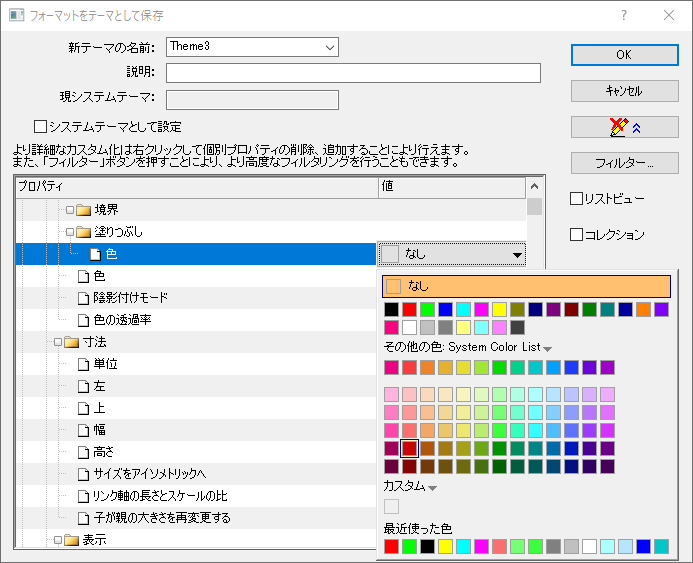 フォーマットをテーマとして保存
新テーマの名前: Theme3
OK
説明:
キャンセル
現システムテーマ:
システムテーマとして設定
より詳細なカスタム化は右クリックして個別プロパティの削除、追加することにより行えます。
また、「フィルター」ボタンを押すことにより、より高度なフィルタリングを行うこともできます。
フィルター...
プロパティ 値
リストビュー
境界
塗りつぶし
コレクション
色 なし
色 なし
陰影付けモード
色の透過率
寸法 その他の色: System Color List
単位
左
上
幅
高さ
サイズをアイソメトリックへ
カスタム
リンク軸の長さとスケールの比
子が親の大きさを再変更する
最近使った色
表示